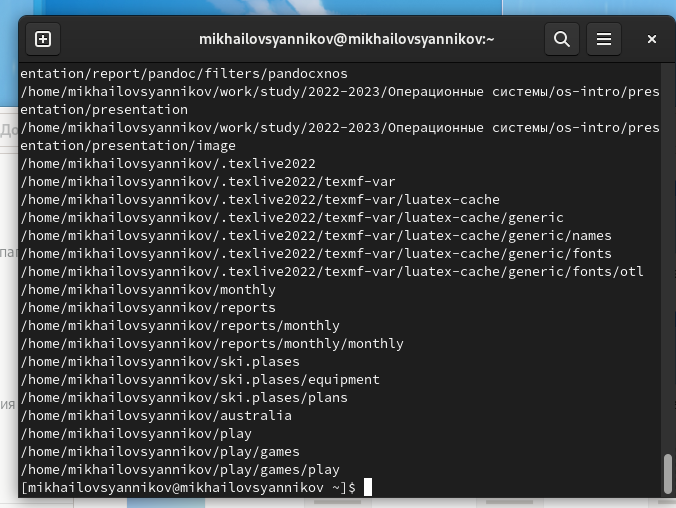 mikhailovsyannikov@mikhailovsyannikov:~
entation/report/pandoc/filters/pandocxnos
/home/mikhailovsyannikov/work/study/2022-2023/Операционные системы/os-intro/pres
entation/presentation
/home/mikhailovsyannikov/work/study/2022-2023/Операционные системы/os-intro/pres
entation/presentation/image
/home/mikhailovsyannikov/.texlive2022
/home/mikhailovsyannikov/.texlive2022/texmf-var
/home/mikhailovsyannikov/.texlive2022/texmf-var/luatex-cache
/home/mikhailovsyannikov/.texlive2022/texmf-var/luatex-cache/generic
/home/mikhailovsyannikov/.texlive2022/texmf-var/luatex-cache/generic/names
/home/mikhailovsyannikov/.texlive2022/texmf-var/luatex-cache/generic/fonts
/home/mikhailovsyannikov/.texlive2022/texmf-var/luatex-cache/generic/fonts/otl
/home/mikhailovsyannikov/monthly
/home/mikhailovsyannikov/reports
/home/mikhailovsyannikov/reports/monthly
/home/mikhailovsyannikov/reports/monthly/monthly
/home/mikhailovsyannikov/ski.plases
/home/mikhailovsyannikov/ski.plases/equipment
/home/mikhailovsyannikov/ski.plases/plans
/home/mikhailovsyannikov/australia
/home/mikhailovsyannikov/play
/home/mikhailovsyannikov/play/games
/home/mikhailovsyannikov/play/games/play
[mikhailovsyannikov@mikhailovsyannikov ~]$